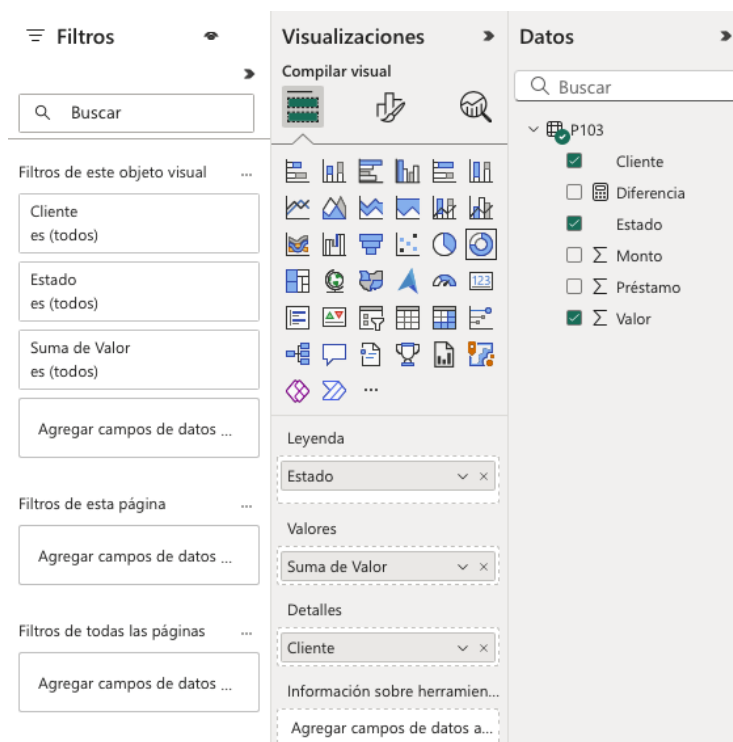 Filtros
Buscar
Filtros de este objeto visual ...
Cliente
es (todos)
Estado
es (todos)
Suma de Valor
es (todos)
Agregar campos de datos ...
Filtros de esta página ...
Agregar campos de datos ...
Filtros de todas las páginas ...
Agregar campos de datos ...
Visualizaciones
Compilar visual
123
...
Leyenda
Estado
Valores
Suma de Valor
Detalles
Cliente
Información sobre herramien...
Agregar campos de datos a...
Datos
Buscar
P103
Cliente
Diferencia
Estado
∑ Monto
∑ Préstamo
∑ Valor